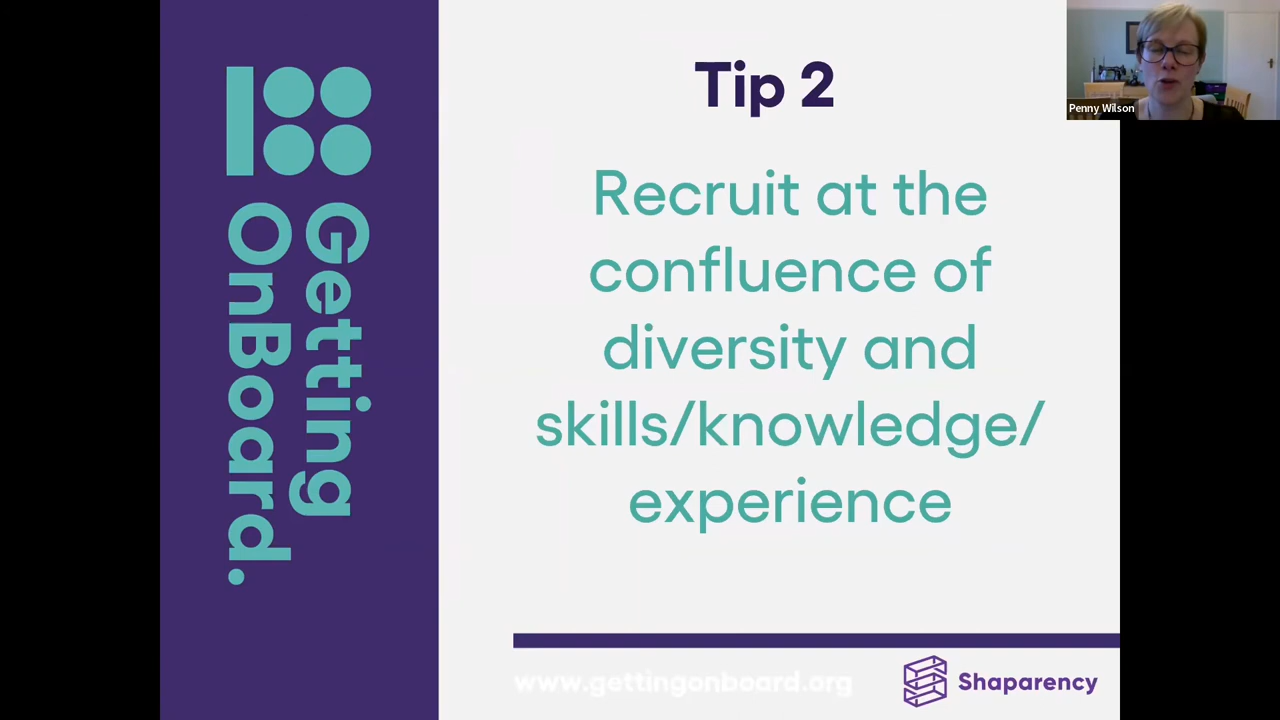 Getting
OnBoard.
Tip 2
Recruit at the
confluence of
diversity and
skills/knowledge/
experience
www.gettingonboard.org
Shaparency
Penny Wilson